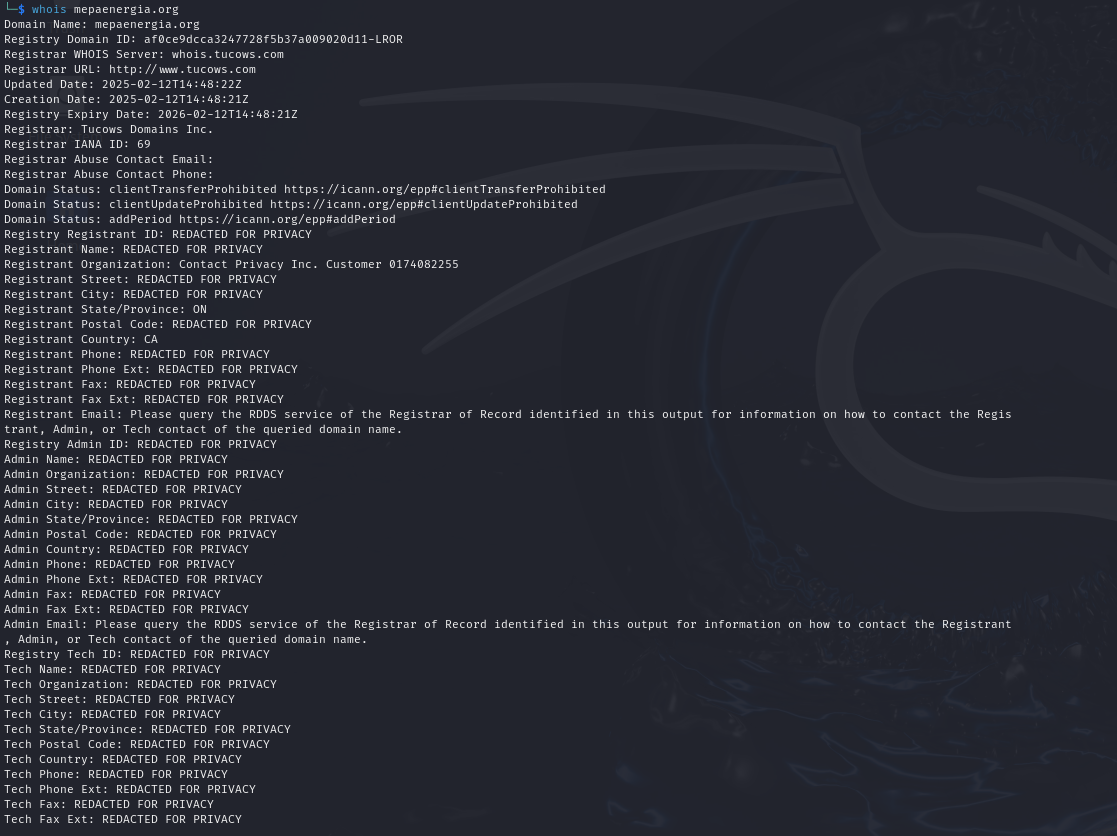 └─$ whois mepaenergia.org
Domain Name: mepaenergia.org
Registry Domain ID: af0ce9dcca3247728f5b37a009020d11-LROR
Registrar WHOIS Server: whois.tucows.com
Registrar URL: http://www.tucows.com
Updated Date: 2025-02-12T14:48:22Z
Creation Date: 2025-02-12T14:48:21Z
Registry Expiry Date: 2026-02-12T14:48:21Z
Registrar: Tucows Domains Inc.
Registrar IANA ID: 69
Registrar Abuse Contact Email:
Registrar Abuse Contact Phone:
Domain Status: clientTransferProhibited https://icann.org/epp#clientTransferProhibited
Domain Status: clientUpdateProhibited https://icann.org/epp#clientUpdateProhibited
Domain Status: addPeriod https://icann.org/epp#addPeriod
Registry Registrant ID: REDACTED FOR PRIVACY
Registrant Name: REDACTED FOR PRIVACY
Registrant Organization: Contact Privacy Inc. Customer 0174082255
Registrant Street: REDACTED FOR PRIVACY
Registrant City: REDACTED FOR PRIVACY
Registrant State/Province: ON
Registrant Postal Code: REDACTED FOR PRIVACY
Registrant Country: CA
Registrant Phone: REDACTED FOR PRIVACY
Registrant Phone Ext: REDACTED FOR PRIVACY
Registrant Fax: REDACTED FOR PRIVACY
Registrant Fax Ext: REDACTED FOR PRIVACY
Registrant Email: Please query the RDDS service of the Registrar of Record identified in this output for information on how to contact the Regis
trant, Admin, or Tech contact of the queried domain name.
Registry Admin ID: REDACTED FOR PRIVACY
Admin Name: REDACTED FOR PRIVACY
Admin Organization: REDACTED FOR PRIVACY
Admin Street: REDACTED FOR PRIVACY
Admin City: REDACTED FOR PRIVACY
Admin State/Province: REDACTED FOR PRIVACY
Admin Postal Code: REDACTED FOR PRIVACY
Admin Country: REDACTED FOR PRIVACY
Admin Phone: REDACTED FOR PRIVACY
Admin Phone Ext: REDACTED FOR PRIVACY
Admin Fax: REDACTED FOR PRIVACY
Admin Fax Ext: REDACTED FOR PRIVACY
Admin Email: Please query the RDDS service of the Registrar of Record identified in this output for information on how to contact the Registrant
, Admin, or Tech contact of the queried domain name.
Registry Tech ID: REDACTED FOR PRIVACY
Tech Name: REDACTED FOR PRIVACY
Tech Organization: REDACTED FOR PRIVACY
Tech Street: REDACTED FOR PRIVACY
Tech City: REDACTED FOR PRIVACY
Tech State/Province: REDACTED FOR PRIVACY
Tech Postal Code: REDACTED FOR PRIVACY
Tech Country: REDACTED FOR PRIVACY
Tech Phone: REDACTED FOR PRIVACY
Tech Phone Ext: REDACTED FOR PRIVACY
Tech Fax: REDACTED FOR PRIVACY
Tech Fax Ext: REDACTED FOR PRIVACY